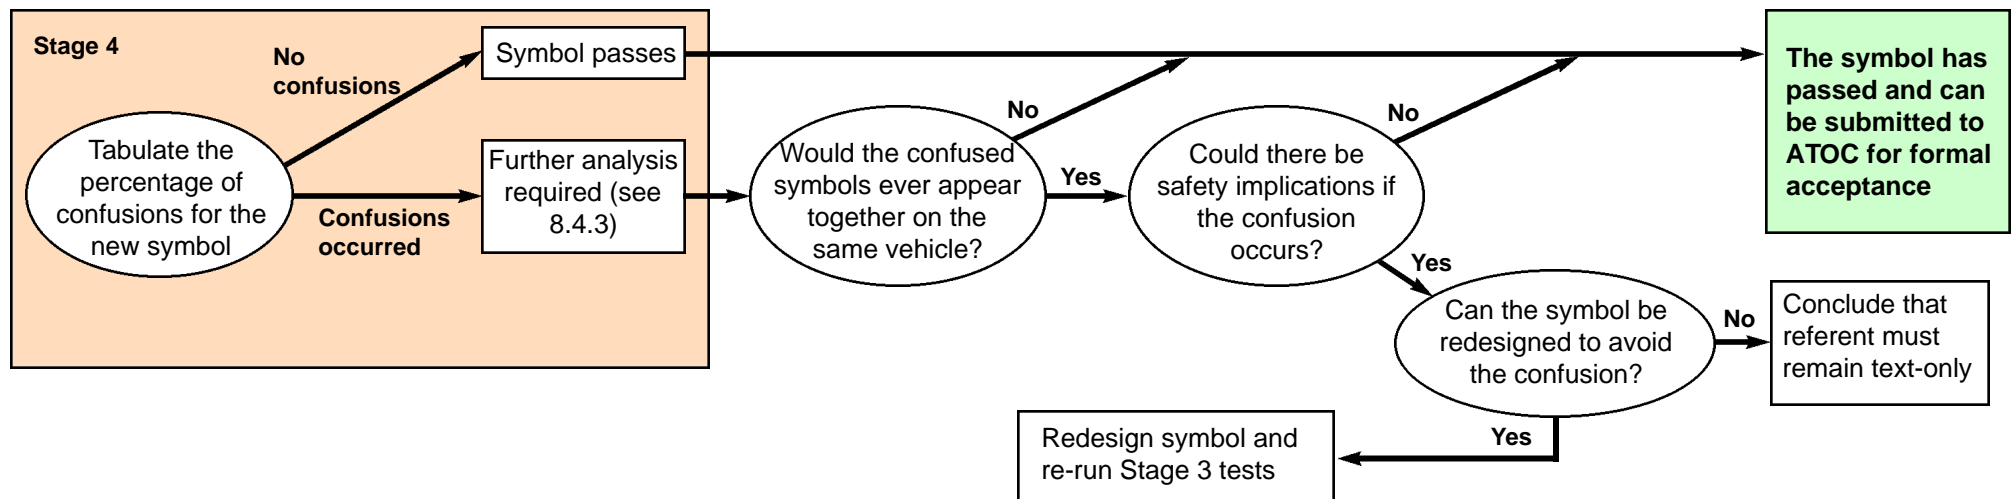 Stage 4
No
confusions
Symbol passes
Tabulate the
percentage of
confusions for the
new symbol
Confusions
occurred
Further analysis
required (see
8.4.3)
Would the confused
symbols ever appear
together on the
same vehicle?
No
Yes
Could there be
safety implications if
the confusion
occurs?
No
Yes
The symbol has
passed and can
be submitted to
ATOC for formal
acceptance
Can the symbol be
redesigned to avoid
the confusion?
No
Conclude that
referent must
remain text-only
Yes
Redesign symbol and
re-run Stage 3 tests